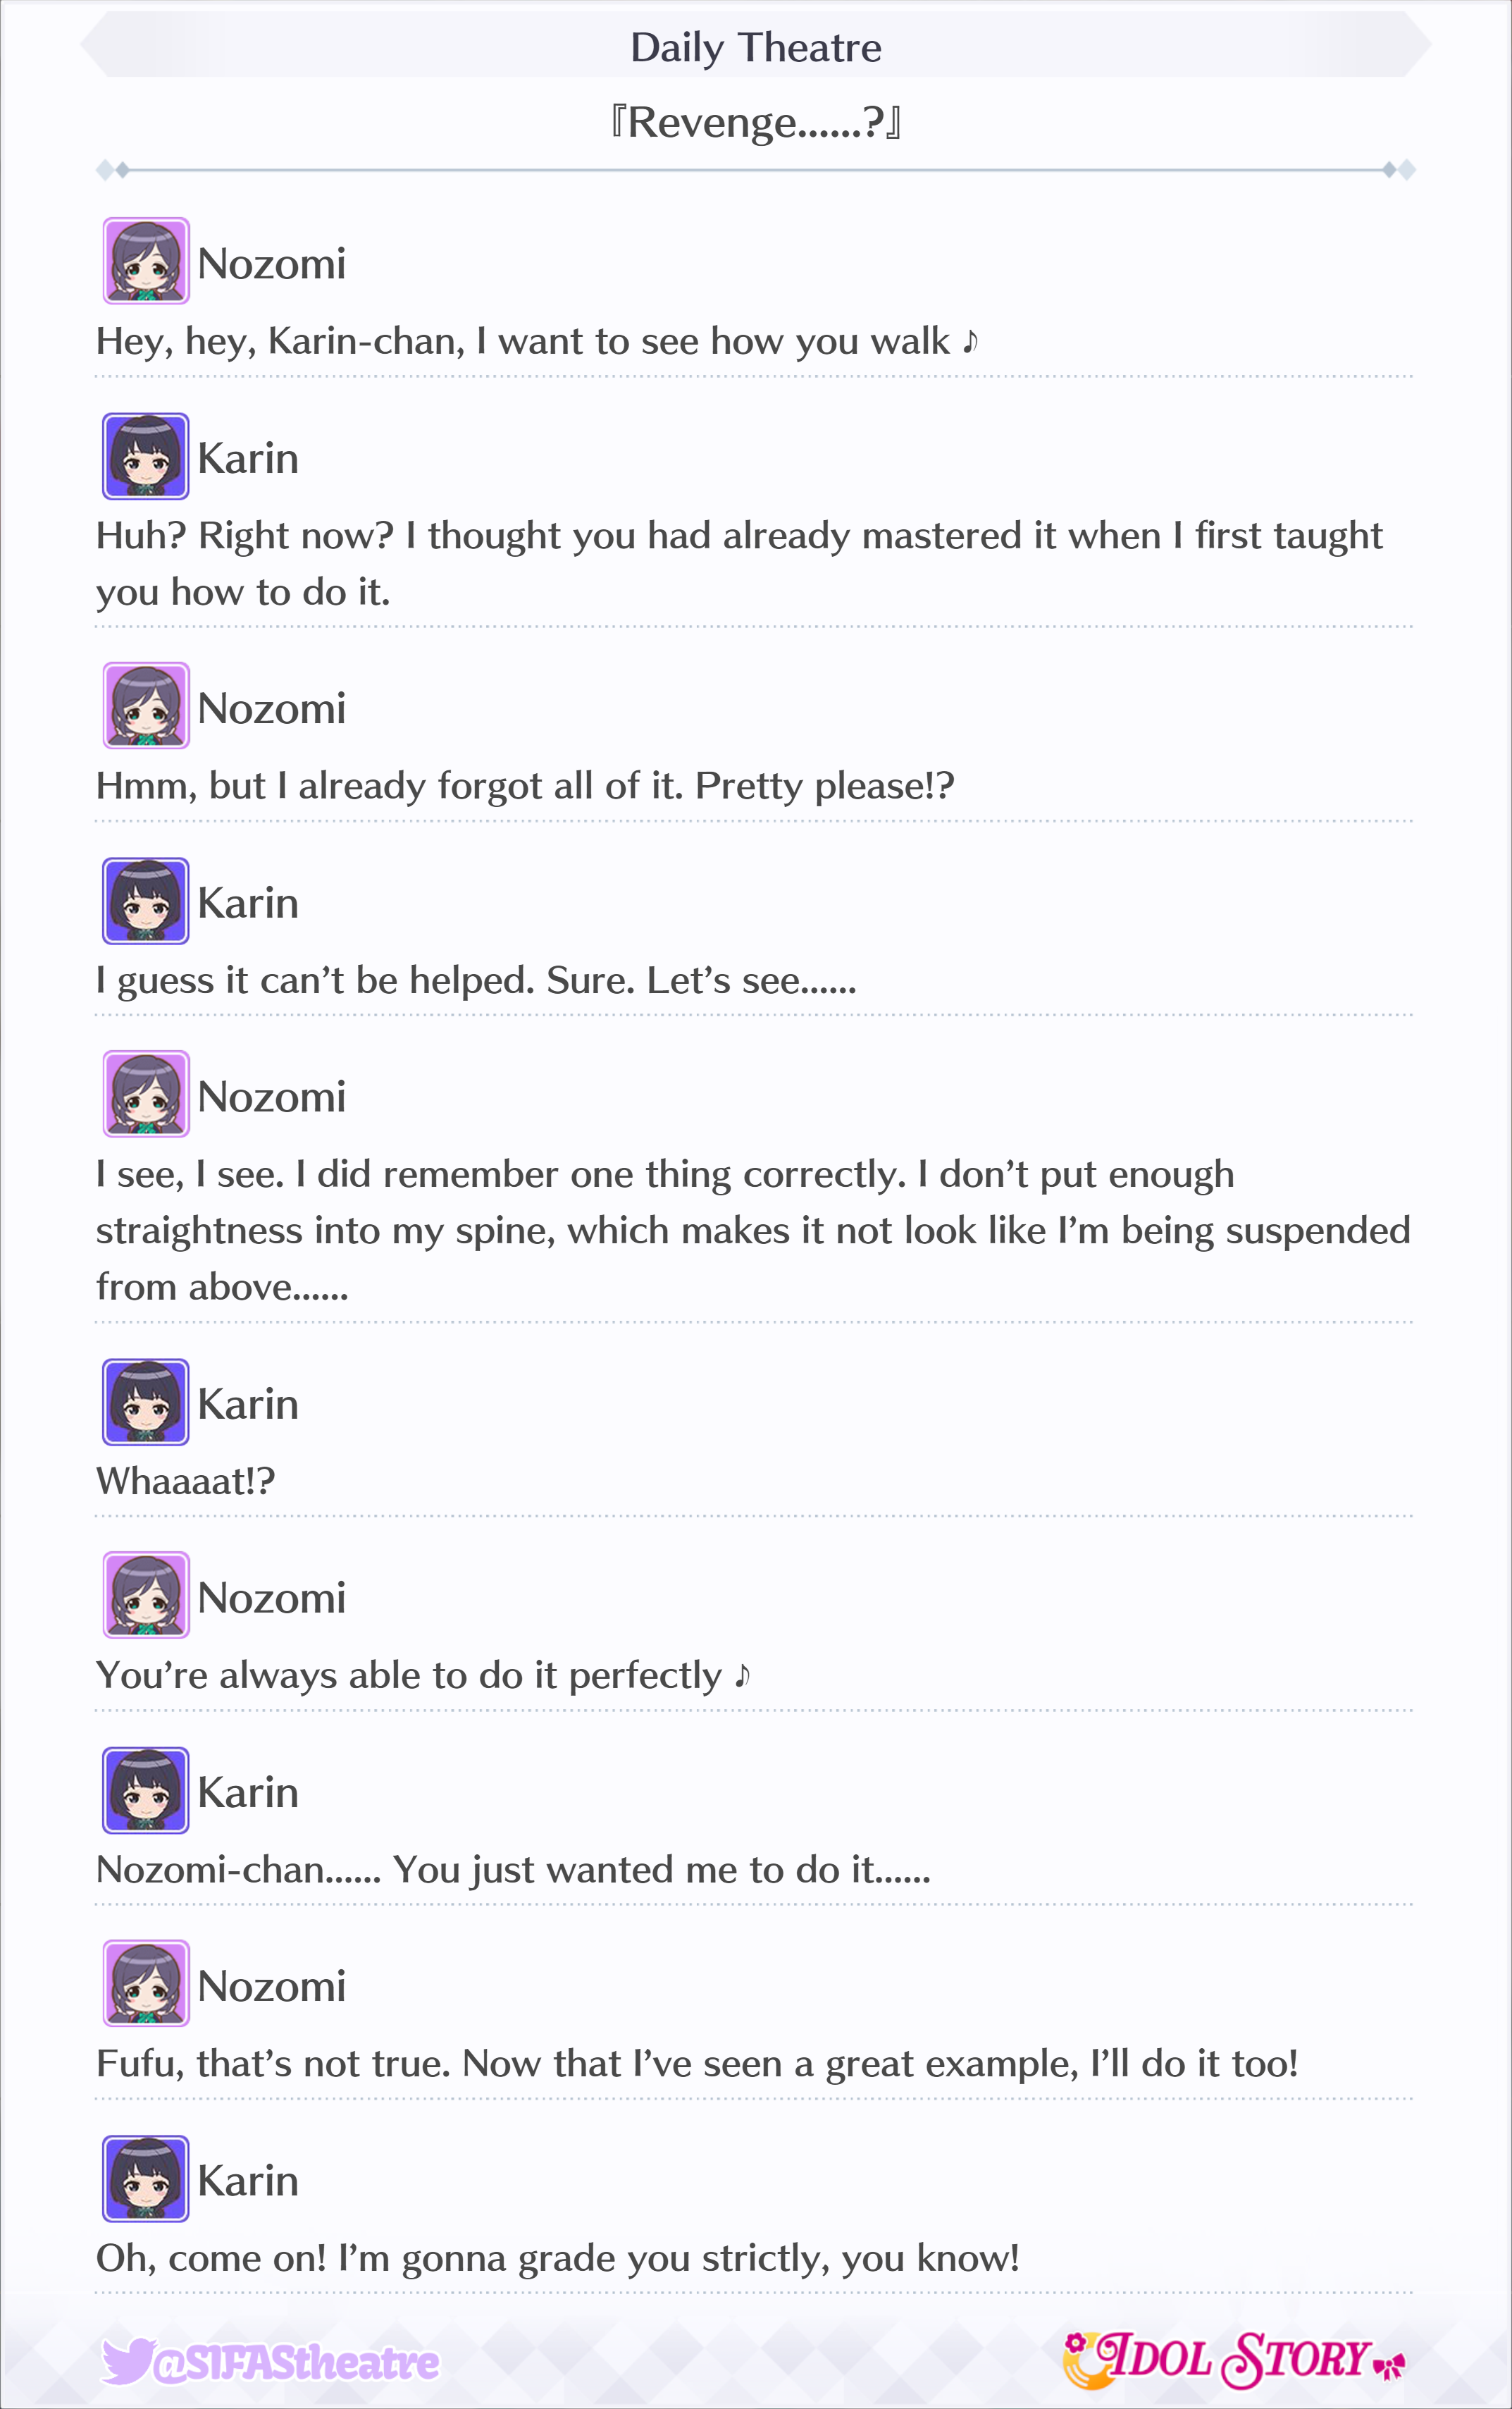 Daily Theatre
『Revenge......?』
Nozomi
Hey, hey, Karin-chan, I want to see how you walk ♪
Karin
Huh? Right now? I thought you had already mastered it when I first taught
you how to do it.
Nozomi
Hmm, but I already forgot all of it. Pretty please!?
Karin
I guess it can’t be helped. Sure. Let’s see......
Nozomi
I see, I see. I did remember one thing correctly. I don’t put enough
straightness into my spine, which makes it not look like I’m being suspended
from above......
Karin
Whaaaat!?
Nozomi
You’re always able to do it perfectly ♪
Karin
Nozomi-chan...... You just wanted me to do it......
Nozomi
Fufu, that’s not true. Now that I’ve seen a great example, I’ll do it too!
Karin
Oh, come on! I’m gonna grade you strictly, you know!
@SIFAStheatre
IDOL STORY